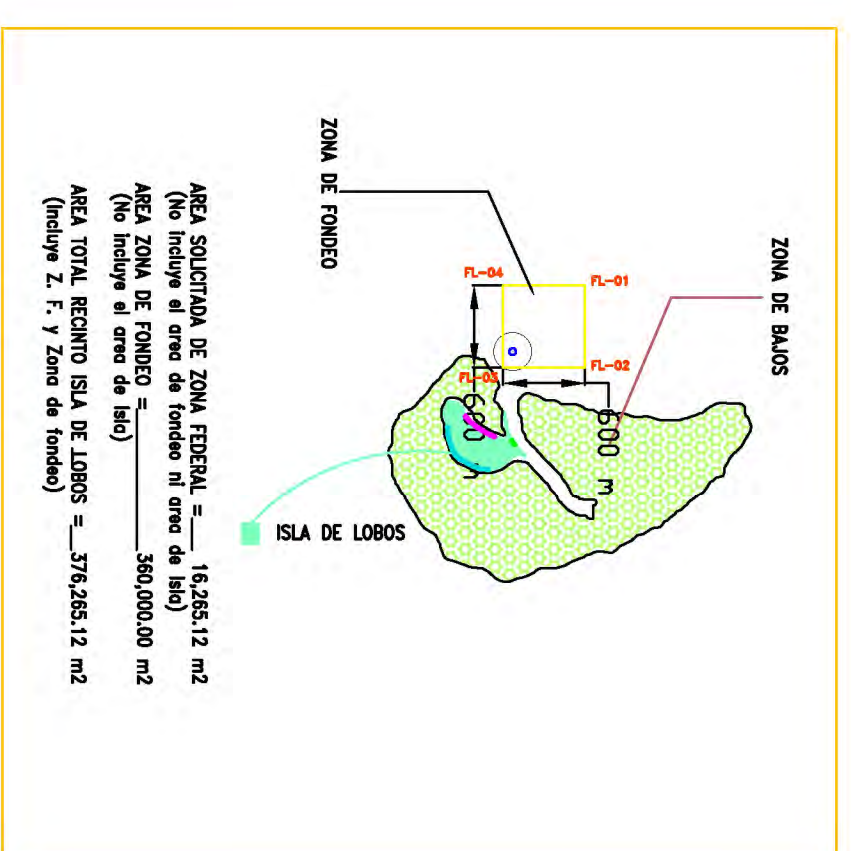 ZONA DE FONDEO
ZONA DE BAJOS
FL-04
FL-01
FL-03
FL-02
600 m
600 m
ISLA DE LOBOS
AREA SOLICITADA DE ZONA FEDERAL =___ 16,265.12 m2
(No incluye el area de fondeo ni area de Isla)
AREA ZONA DE FONDEO =__________360,000.00 m2
(No incluye el area de Isla)
AREA TOTAL RECINTO ISLA DE LOBOS =__376,265.12 m2
(Incluye Z. F. y Zona de fondeo)